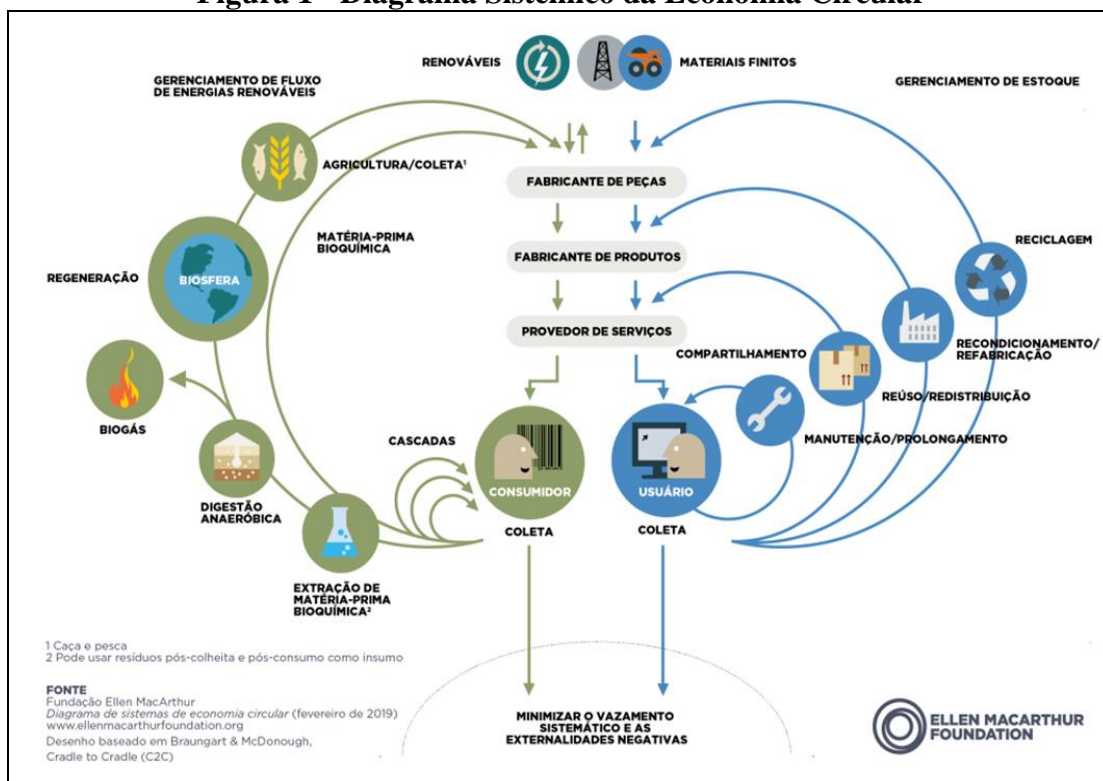 Figura 1 - Diagrama Sistêmico da Economia Circular
RENOVÁVEIS
MATERIAIS FINITOS
GERENCIAMENTO DE FLUXO
DE ENERGIAS RENOVÁVEIS
GERENCIAMENTO DE ESTOQUE
AGRICULTURA/COLETA¹
FABRICANTE DE PEÇAS
MATÉRIA-PRIMA
BIOQUÍMICA
RECICLAGEM
FABRICANTE DE PRODUTOS
REGENERAÇÃO
BIOSFERA
PROVEDOR DE SERVIÇOS
RECONDICIONAMENTO/
REFABRICAÇÃO
COMPARTILHAMENTO
REÚSO/REDISTRIBUIÇÃO
BIOGÁS
CASCADAS
MANUTENÇÃO/PROLONGAMENTO
CONSUMIDOR
USUÁRIO
DIGESTÃO
ANAERÓBICA
COLETA
COLETA
EXTRAÇÃO DE
MATÉRIA-PRIMA
BIOQUÍMICA²
1 Caça e pesca
2 Pode usar resíduos pós-colheita e pós-consumo como insumo
FONTE
Fundação Ellen MacArthur
Diagrama de sistemas de economia circular (fevereiro de 2019)
www.ellenmacarthurfoundation.org
Desenho baseado em Braungart & McDonough,
Cradle to Cradle (C2C)
MINIMIZAR O VAZAMENTO
SISTEMÁTICO E AS
EXTERNALIDADES NEGATIVAS
ELLEN MACARTHUR
FOUNDATION